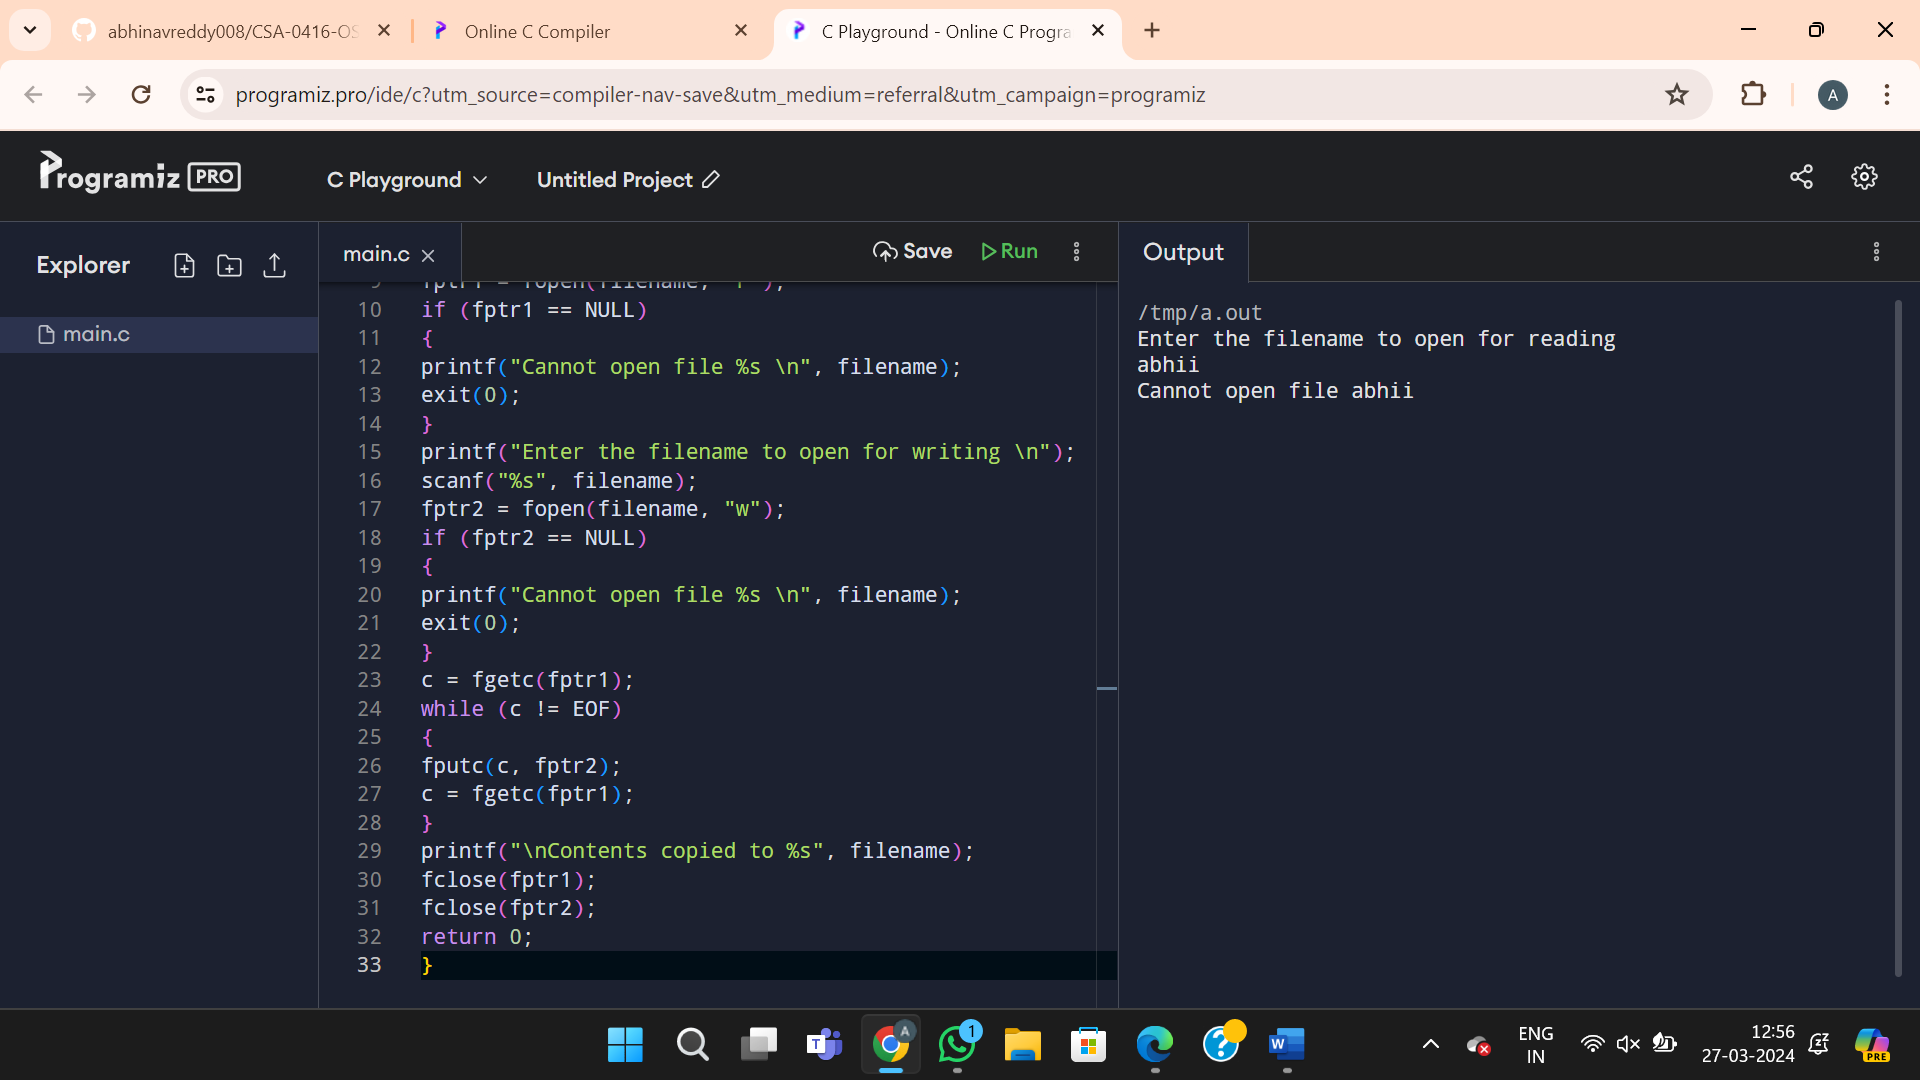 abhinavreddy008/CSA-0416-OS
Online C Compiler
C Playground - Online C Progra
programiz.pro/ide/c?utm_source=compiler-nav-save&utm_medium=referral&utm_campaign=programiz
A
Programiz PRO
C Playground
Untitled Project
Explorer
main.c
main.c
Save
Run
Output
10 if (fptr1 == NULL)
11 {
12 printf("Cannot open file %s \n", filename);
13 exit(0);
14 }
15 printf("Enter the filename to open for writing \n");
16 scanf("%s", filename);
17 fptr2 = fopen(filename, "w");
18 if (fptr2 == NULL)
19 {
20 printf("Cannot open file %s \n", filename);
21 exit(0);
22 }
23 c = fgetc(fptr1);
24 while (c != EOF)
25 {
26 fputc(c, fptr2);
27 c = fgetc(fptr1);
28 }
29 printf("\nContents copied to %s", filename);
30 fclose(fptr1);
31 fclose(fptr2);
32 return 0;
33 }
/tmp/a.out
Enter the filename to open for reading
abhii
Cannot open file abhii
A
1
ENG
IN
12:56
27-03-2024
PRE